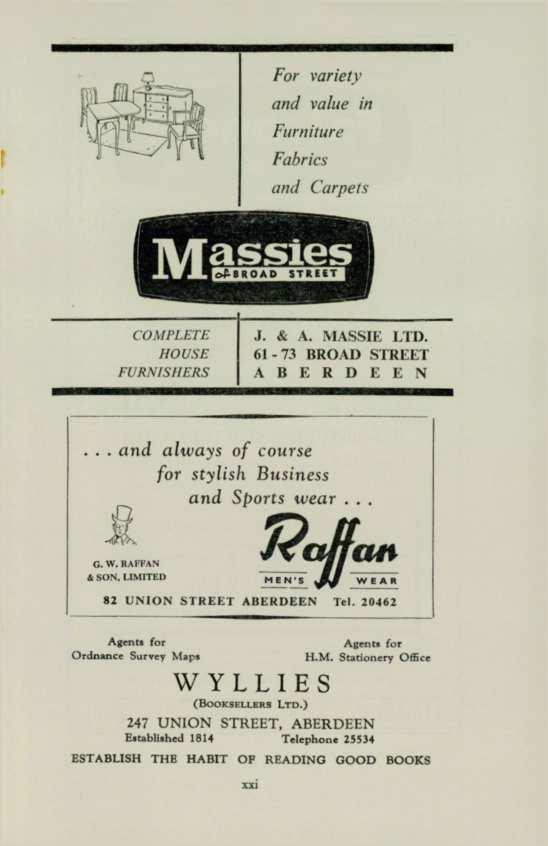 For variety
and value in
Furniture
Fabrics
and Carpets
Massies
of BROAD STREET
COMPLETE
HOUSE
FURNISHERS
J. & A. MASSIE LTD.
61 - 73 BROAD STREET
ABERDEEN
... and always of course
for stylish Business
and Sports wear ...
Raffan
MEN'S WEAR
G. W. RAFFAN
& SON, LIMITED
82 UNION STREET ABERDEEN Tel. 20462
Agents for
Ordnance Survey Maps
Agents for
H.M. Stationery Office
WYLLIES
(BOOKSELLERS LTD.)
247 UNION STREET, ABERDEEN
Established 1814 Telephone 25534
ESTABLISH THE HABIT OF READING GOOD BOOKS
xxi